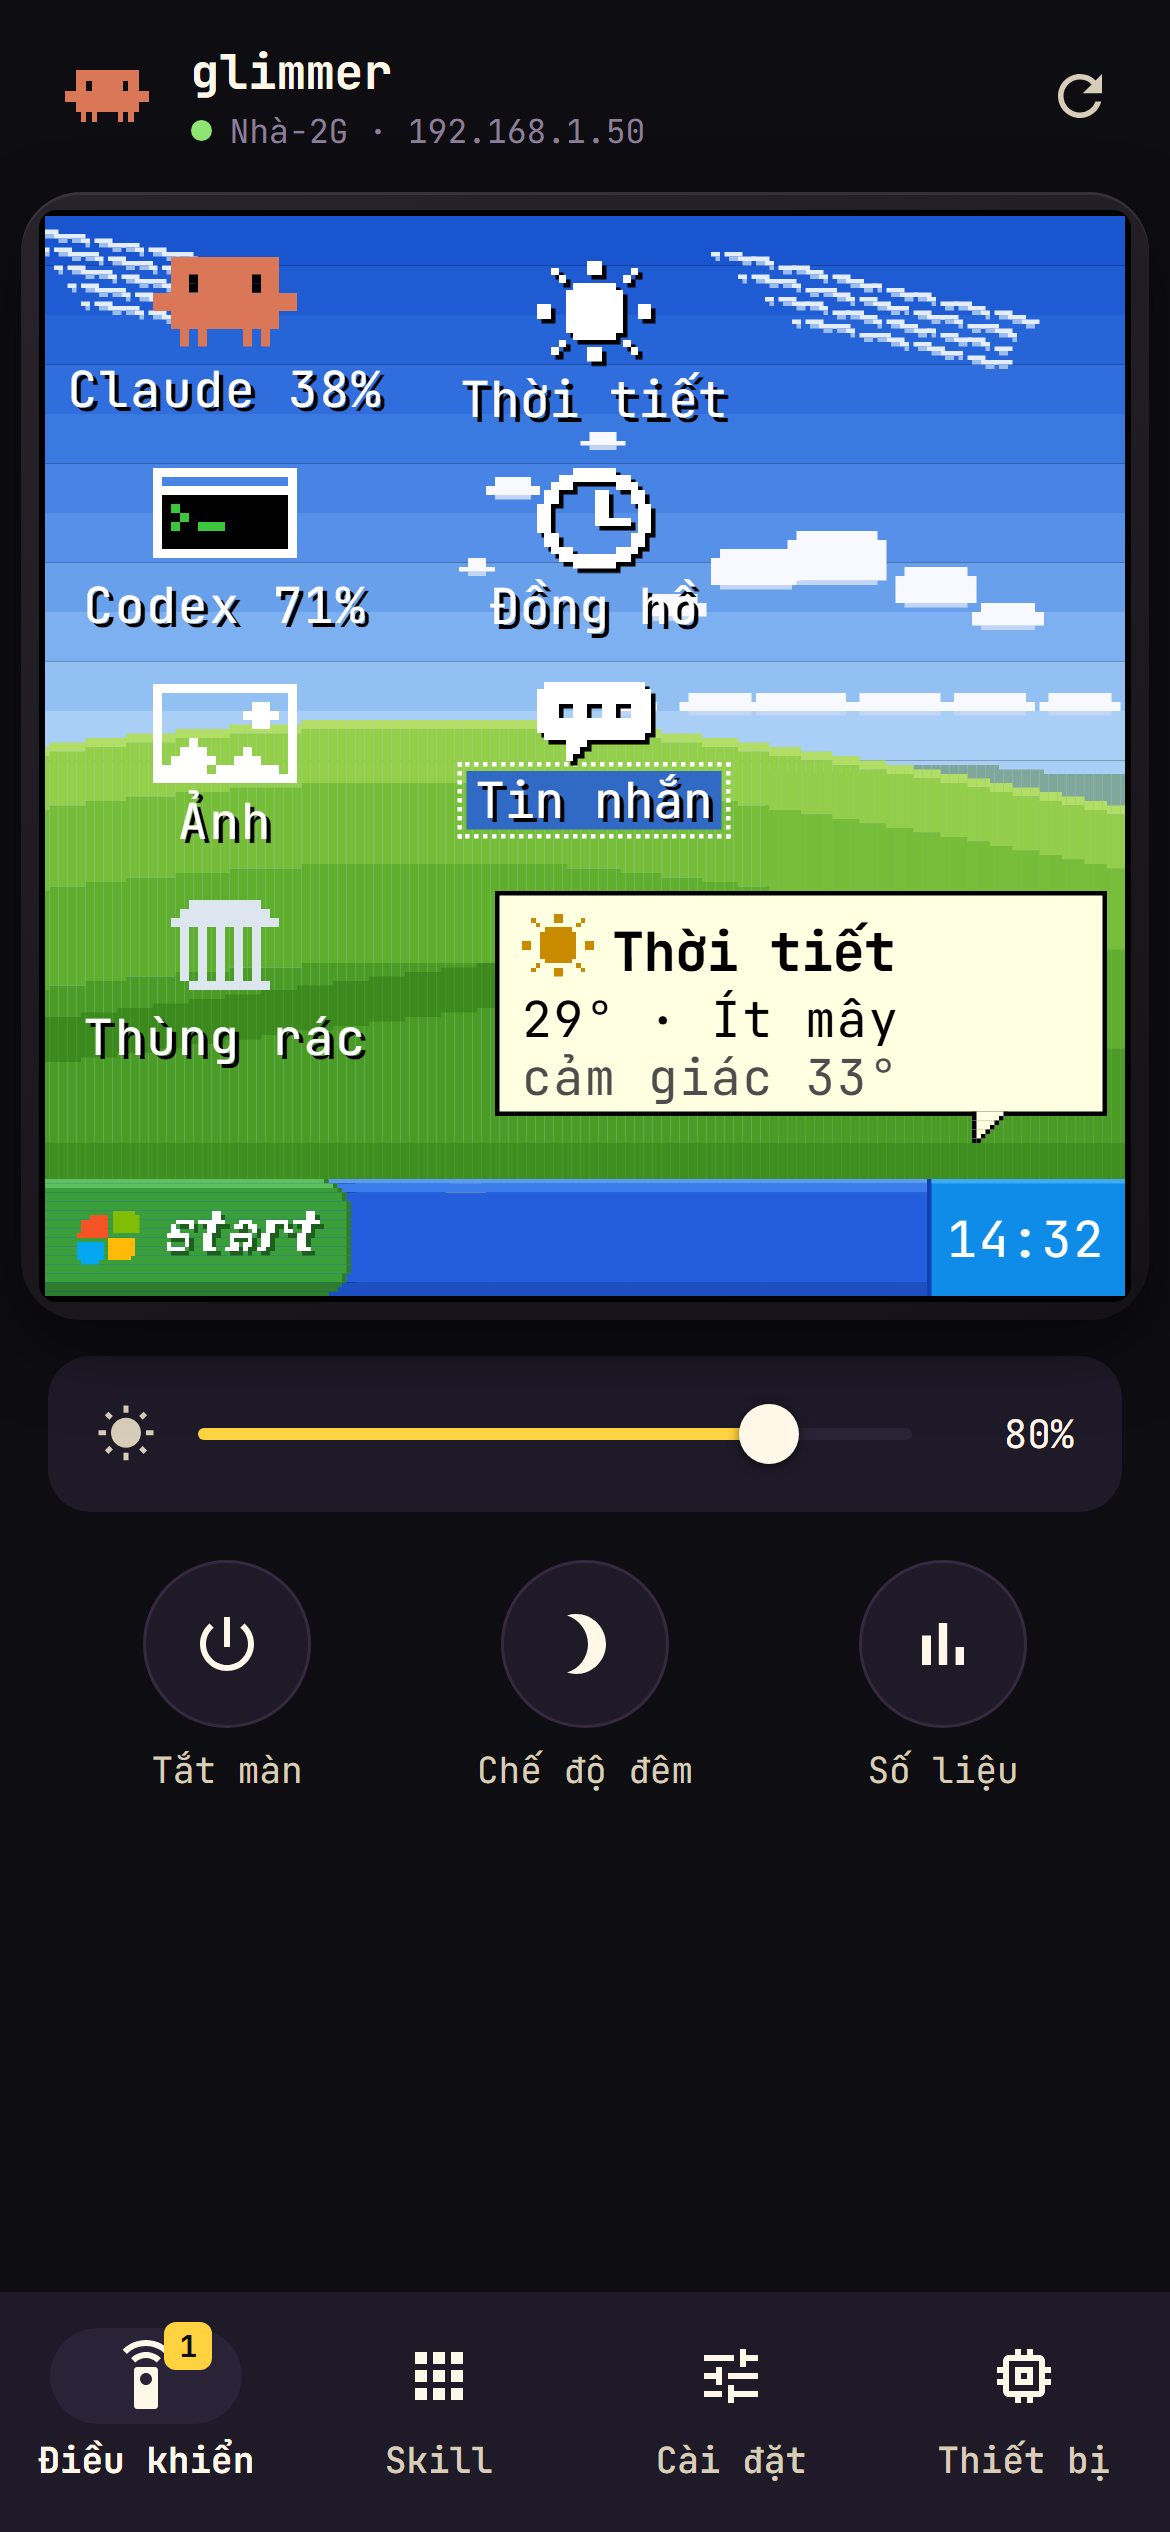 glimmer
Nhà-2G · 192.168.1.50
Claude 38%
Thời tiết
Codex 71%
Đồng hồ
Ảnh
Tin nhắn
Thùng rác
Thời tiết
29° · Ít mây
cảm giác 33°
start
14:32
80%
Tắt màn
Chế độ đêm
Số liệu
1
Điều khiển
Skill
Cài đặt
Thiết bị